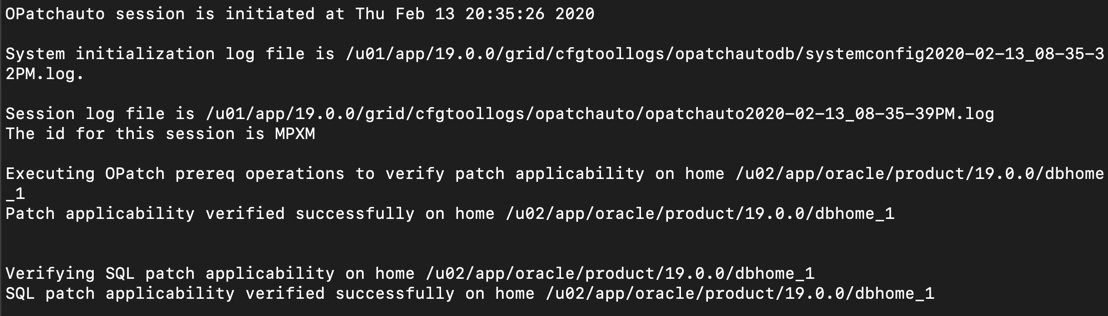 OPatchauto session is initiated at Thu Feb 13 20:35:26 2020
System initialization log file is /u01/app/19.0.0/grid/cfgtoollogs/opatchautodb/systemconfig2020-02-13_08-35-3
2PM.log.
Session log file is /u01/app/19.0.0/grid/cfgtoollogs/opatchauto/opatchauto2020-02-13_08-35-39PM.log
The id for this session is MPXM
Executing OPatch prereq operations to verify patch applicability on home /u02/app/oracle/product/19.0.0/dbhome
_1
Patch applicability verified successfully on home /u02/app/oracle/product/19.0.0/dbhome_1
Verifying SQL patch applicability on home /u02/app/oracle/product/19.0.0/dbhome_1
SQL patch applicability verified successfully on home /u02/app/oracle/product/19.0.0/dbhome_1